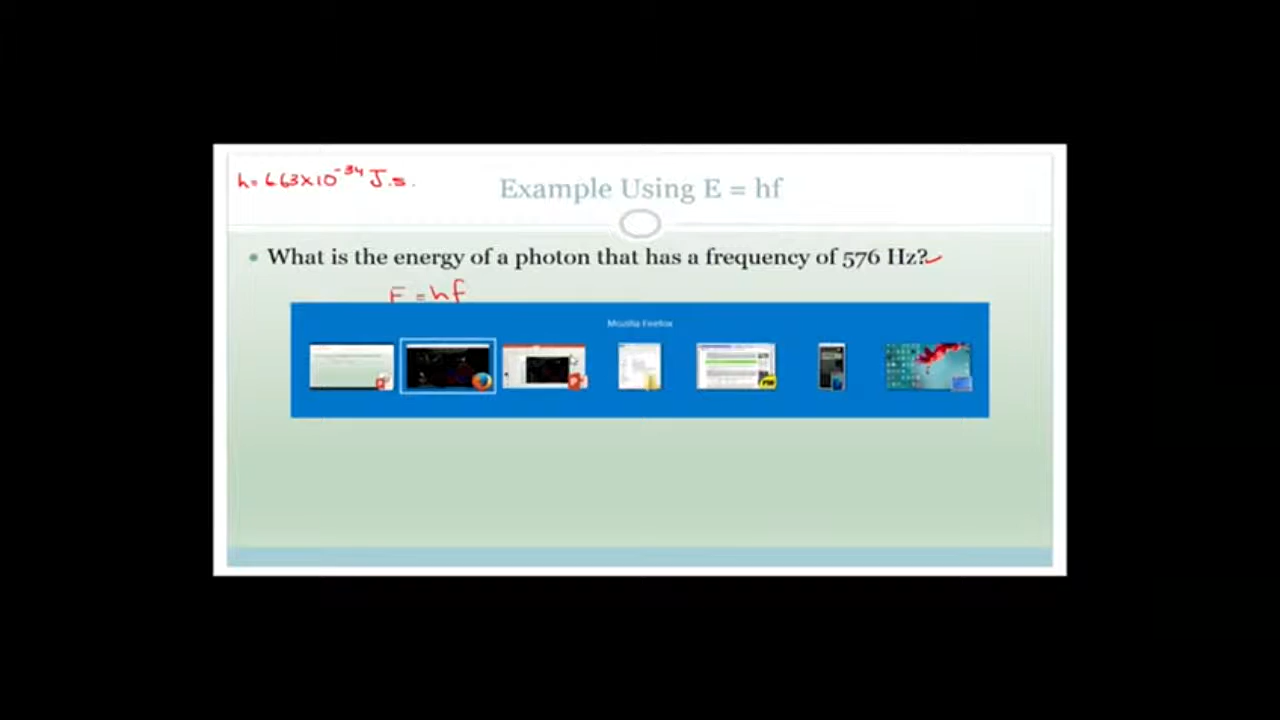 h= 6.63x10⁻³⁴ J.s.
Example Using E = hf
• What is the energy of a photon that has a frequency of 576 Hz?
E = hf
Mozilla Firefox